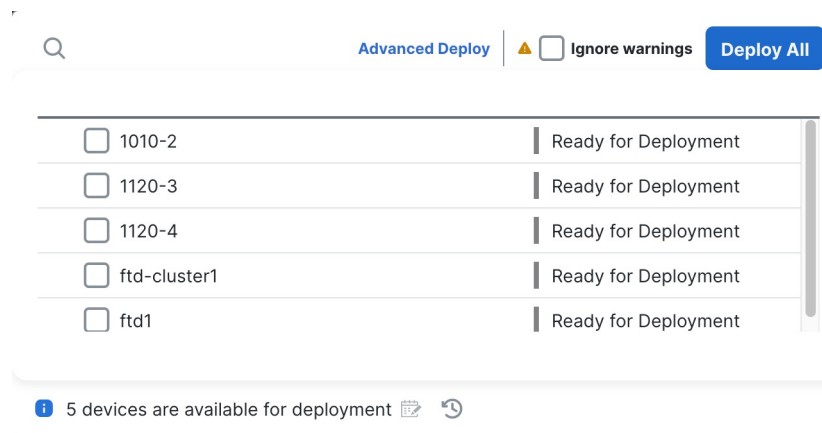 Advanced Deploy Ignore warnings Deploy All
1010-2 Ready for Deployment
1120-3 Ready for Deployment
1120-4 Ready for Deployment
ftd-cluster1 Ready for Deployment
ftd1 Ready for Deployment
5 devices are available for deployment